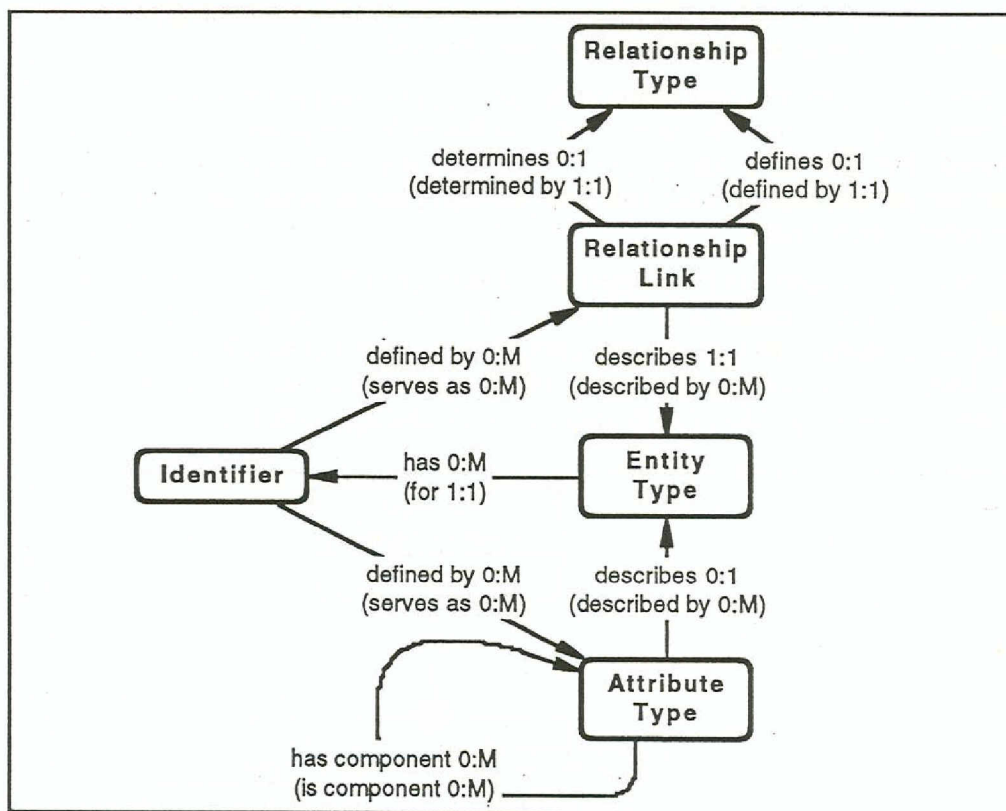 Relationship
Type
determines 0:1
(determined by 1:1)
defines 0:1
(defined by 1:1)
Relationship
Link
defined by 0:M
(serves as 0:M)
describes 1:1
(described by 0:M)
Identifier
has 0:M
(for 1:1)
Entity
Type
defined by 0:M
(serves as 0:M)
describes 0:1
(described by 0:M)
Attribute
Type
has component 0:M
(is component 0:M)